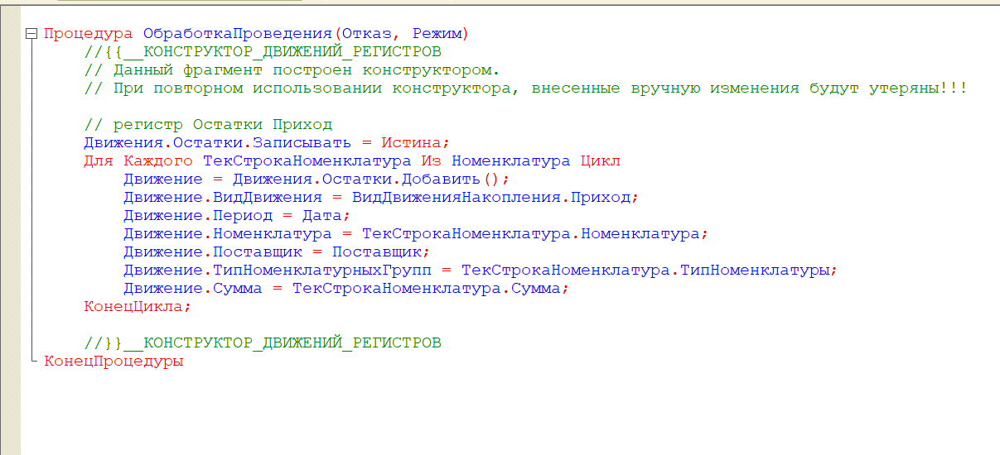 Процедура ОбработкаПроведения(Отказ, Режим)
//{{__КОНСТРУКТОР_ДВИЖЕНИЙ_РЕГИСТРОВ
// Данный фрагмент построен конструктором.
// При повторном использовании конструктора, внесенные вручную изменения будут утеряны!!!
// регистр Остатки Приход
Движения.Остатки.Записывать = Истина;
Для Каждого ТекСтрокаНоменклатура Из Номенклатура Цикл
Движение = Движения.Остатки.Добавить();
Движение.ВидДвижения = ВидДвиженияНакопления.Приход;
Движение.Период = Дата;
Движение.Номенклатура = ТекСтрокаНоменклатура.Номенклатура;
Движение.Поставщик = Поставщик;
Движение.ТипНоменклатурныхГрупп = ТекСтрокаНоменклатура.ТипНоменклатуры;
Движение.Сумма = ТекСтрокаНоменклатура.Сумма;
КонецЦикла;
//}}__КОНСТРУКТОР_ДВИЖЕНИЙ_РЕГИСТРОВ
КонецПроцедуры